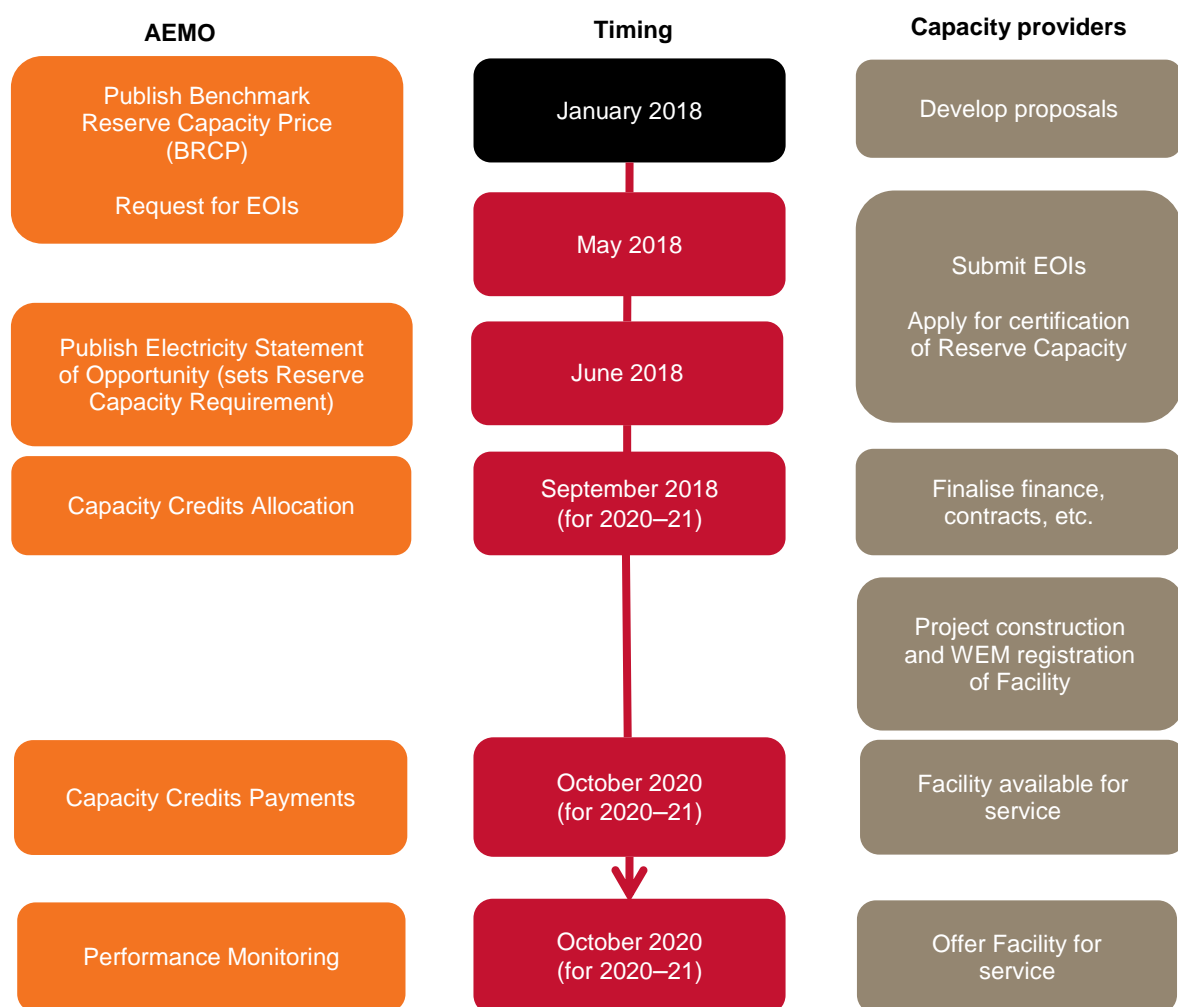 AEMO
Timing
Capacity providers
Publish Benchmark
Reserve Capacity Price
(BRCP)
Request for EOIs
January 2018
Develop proposals
May 2018
Submit EOIs
Apply for certification
of Reserve Capacity
Publish Electricity Statement
of Opportunity (sets Reserve
Capacity Requirement)
June 2018
Capacity Credits Allocation
September 2018
(for 2020–21)
Finalise finance,
contracts, etc.
Project construction
and WEM registration
of Facility
Capacity Credits Payments
October 2020
(for 2020–21)
Facility available for
service
Performance Monitoring
October 2020
(for 2020–21)
Offer Facility for
service